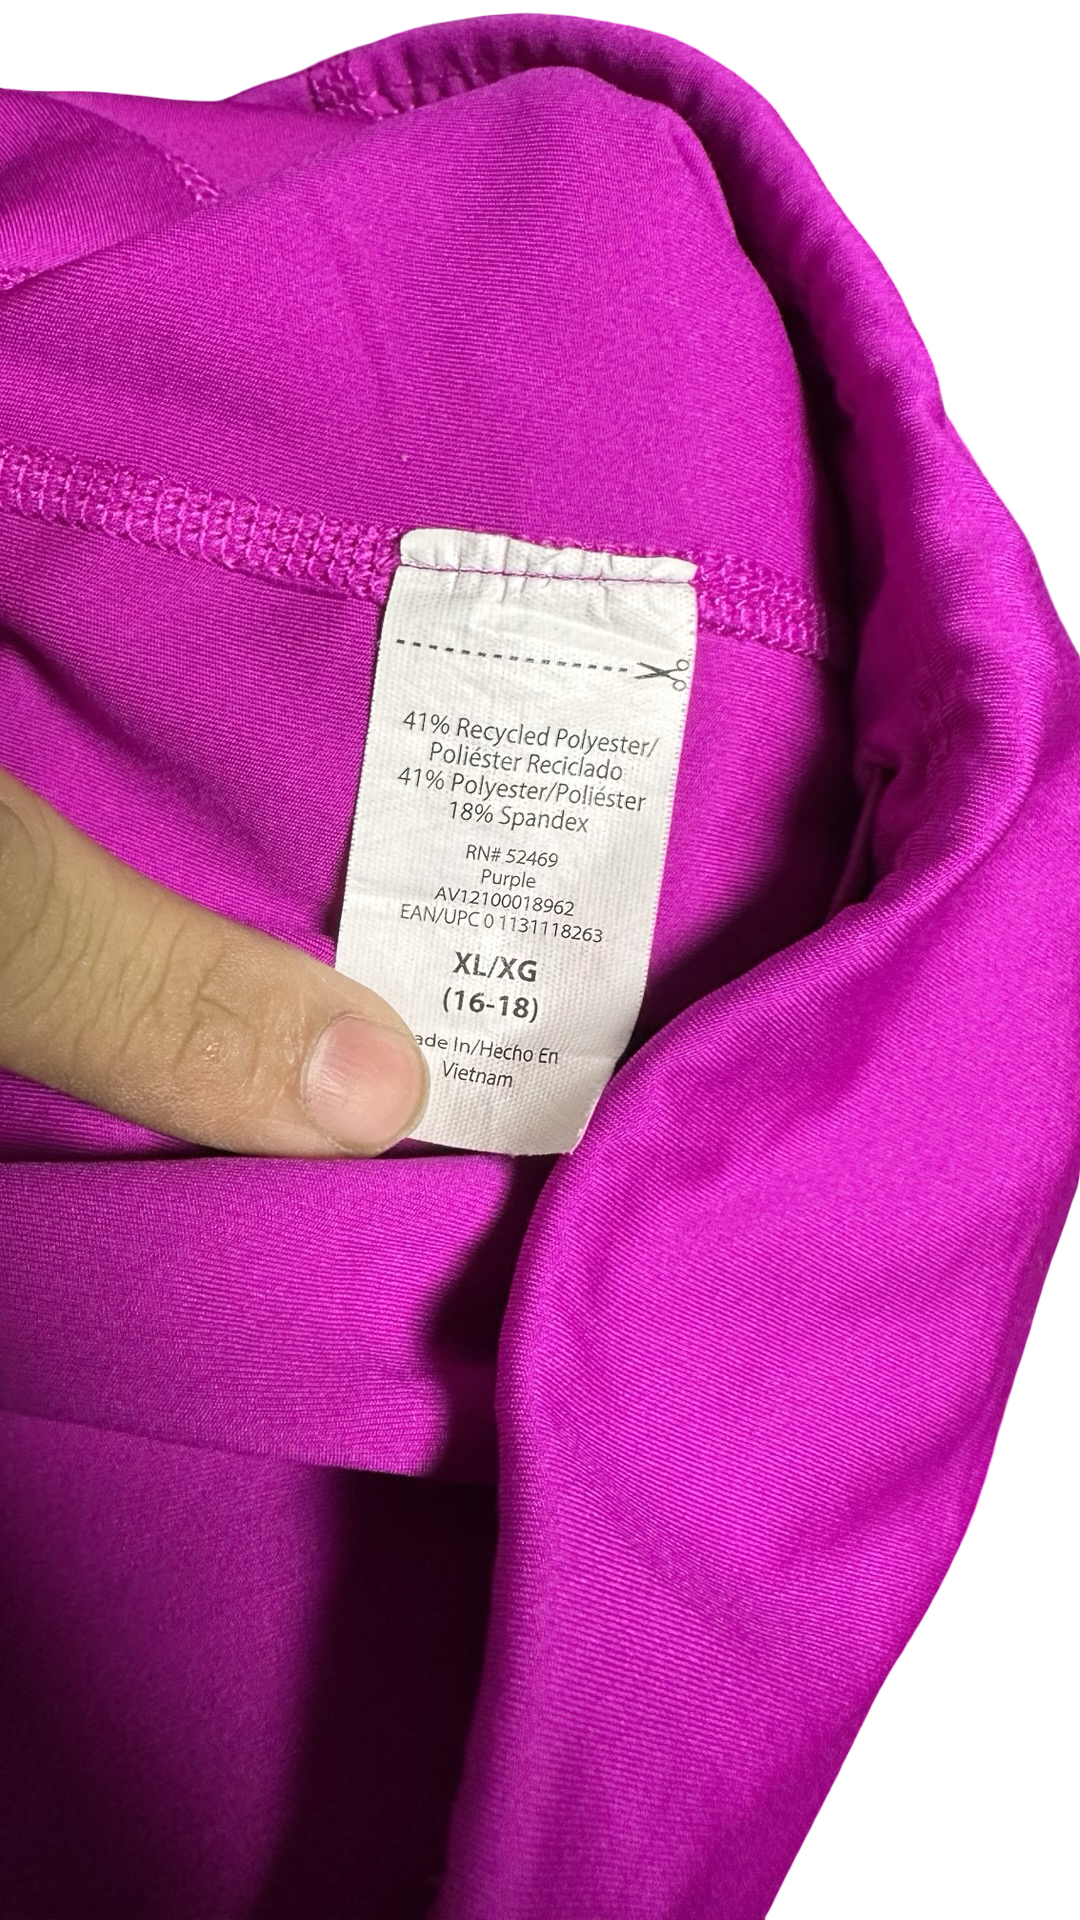 41% Recycled Polyester/
Poliéster Reciclado
41% Polyester/Poliéster
18% Spandex
RN# 52469
Purple
AV12100018962
EAN/UPC 0 1131118263
XL/XG
(16-18)
ade In/Hecho En
Vietnam